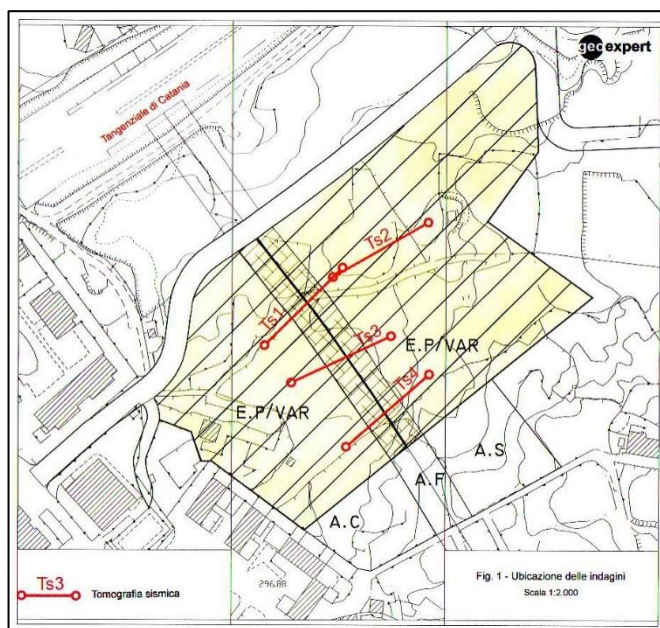 geoexpert
Tangenziale di Catania
Ts2
Ts1
Ts3
E.P/VAR
Ts4
E.P/VAR
A.S
A.F
A.C
296.88
Ts3
Tomografia sismica
Fig. 1 - Ubicazione delle indagini
Scala 1:2.000